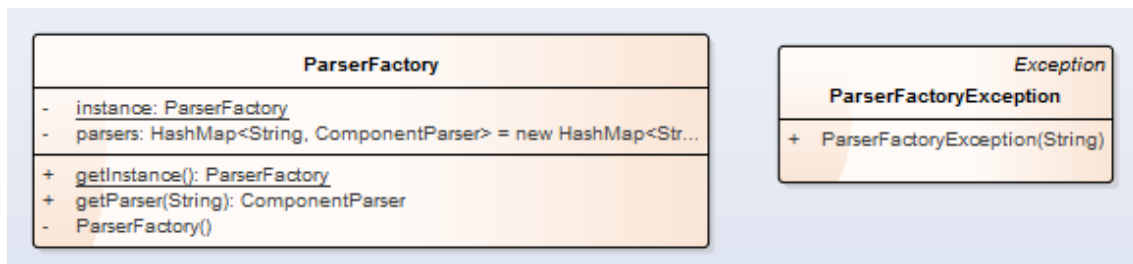 ParserFactory
- instance: ParserFactory
- parsers: HashMap<String, ComponentParser> = new HashMap<Str...
+ getInstance(): ParserFactory
+ getParser(String): ComponentParser
- ParserFactory()
Exception
ParserFactoryException
+ ParserFactoryException(String)